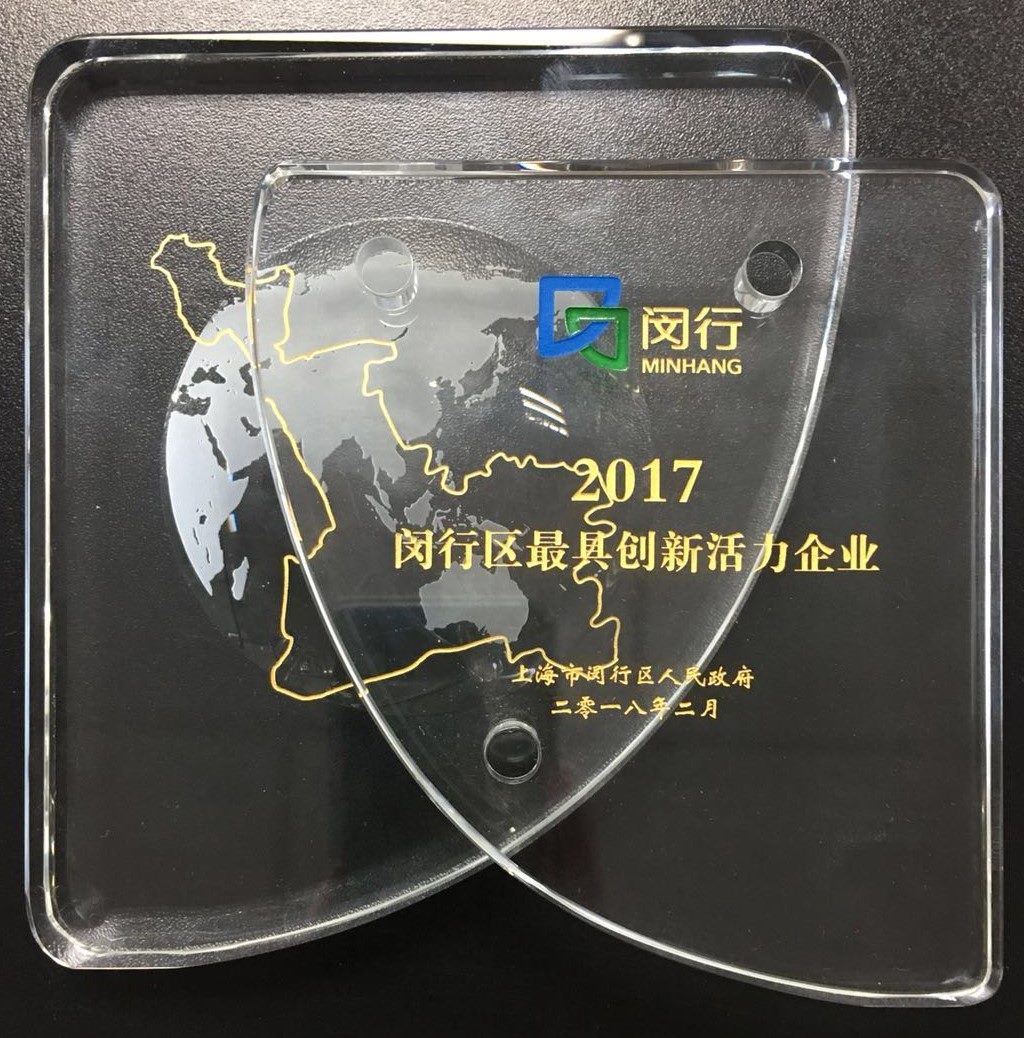 闵行
MINHANG
2017
闵行区最具创新活力企业
上海市闵行区人民政府
二零一八年二月